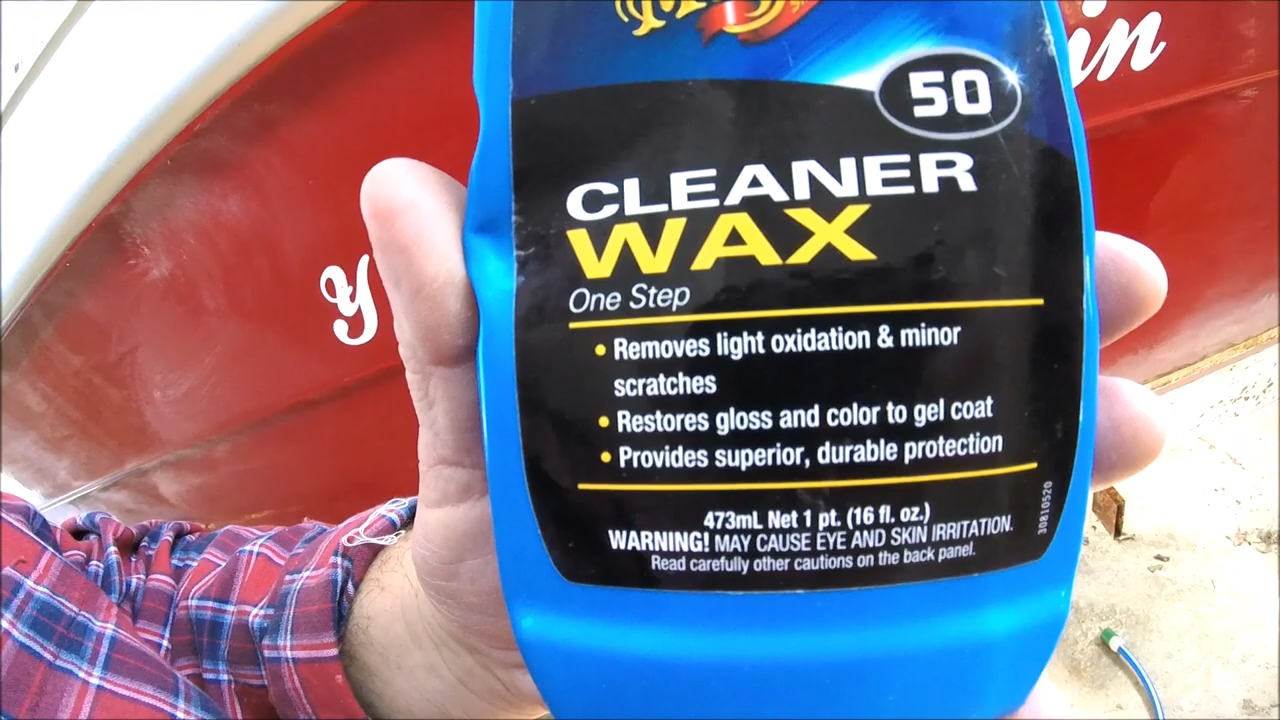 50
in
CLEANER
WAX
One Step
Y
• Removes light oxidation & minor
scratches
• Restores gloss and color to gel coat
• Provides superior, durable protection
473mL Net 1 pt. (16 fl. oz.)
WARNING! MAY CAUSE EYE AND SKIN IRRITATION.
Read carefully other cautions on the back panel.
30810520